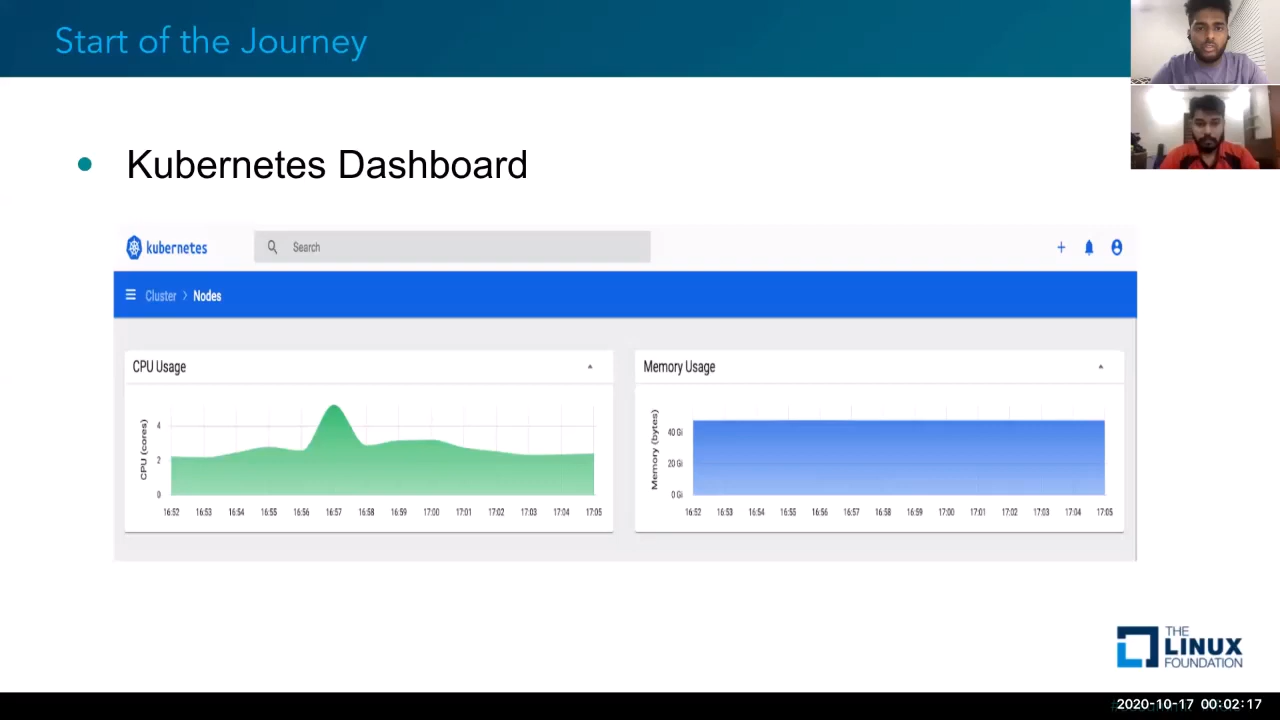 Start of the Journey
Kubernetes Dashboard
kubernetes
Search
Cluster > Nodes
CPU Usage
CPU (cores)
4
2
0
16:52 16:53 16:54 16:55 16:56 16:57 16:58 16:59 17:00 17:01 17:02 17:03 17:04 17:05
Memory Usage
Memory (bytes)
40 Gi
20 Gi
0 Gi
16:52 16:53 16:54 16:55 16:56 16:57 16:58 16:59 17:00 17:01 17:02 17:03 17:04 17:05
THE
LINUX
FOUNDATION
2020-10-17 00:02:17